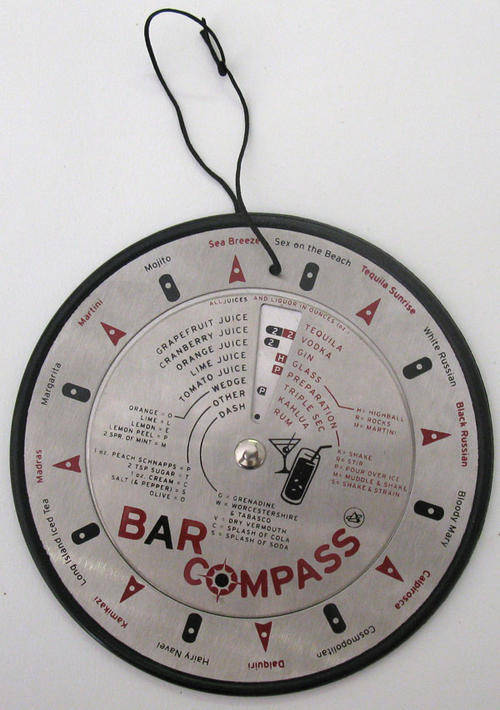 Sea Breeze
Sex on the Beach
Tequila Sunrise
White Russian
Black Russian
Bloody Mary
Caipirosca
Cosmopolitan
Daiquiri
Hairy Navel
Kamikazi
Long Island Iced Tea
Madras
Margarita
Martini
Mojito
ALL JUICES AND LIQUOR IN OUNCES (oz.)
GRAPEFRUIT JUICE
CRANBERRY JUICE
ORANGE JUICE
LIME JUICE
TOMATO JUICE
WEDGE
OTHER
DASH
2 2
2
H
P
P
TEQUILA
VODKA
GIN
GLASS
PREPARATION
TRIPLE SEC
KAHLUA
RUM
ORANGE = O
LIME = L
LEMON = E
LEMON PEEL = P
2 SPR. OF MINT = M
1 oz. PEACH SCHNAPPS = P
2 TSP SUGAR = T
1 oz. CREAM = C
SALT (& PEPPER) = S
OLIVE = O
H= HIGHBALL
R= ROCKS
M= MARTINI
K= SHAKE
R= STIR
P= POUR OVER ICE
M= MUDDLE & SHAKE
S= SHAKE & STRAIN
G = GRENADINE
W = WORCESTERSHIRE
& TABASCO
V = DRY VERMOUTH
C = SPLASH OF COLA
S = SPLASH OF SODA
BAR
COMPASS